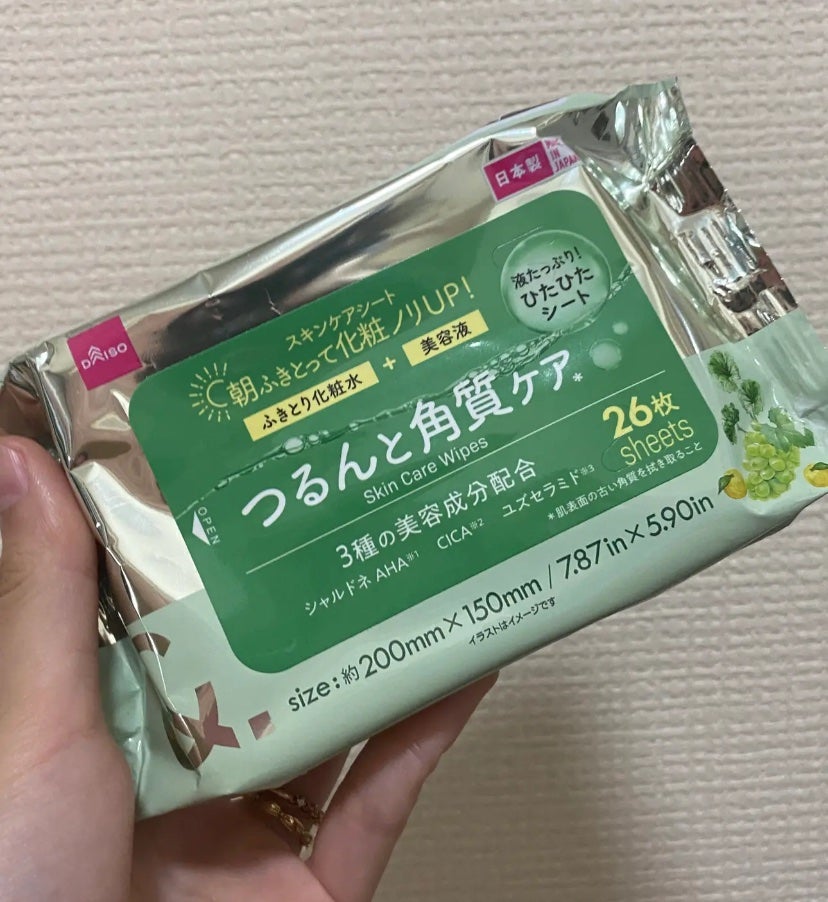 日本製
MADE IN JAPAN
DAISO
液たっぷり!
ひたひた
シート
スキンケアシート
朝ふきとって化粧ノリUP!
ふきとり化粧水 + 美容液
つるんと角質ケア*
Skin Care Wipes
26枚
sheets
OPEN
3種の美容成分配合
シャルドネ AHA※1 CICA※2 ユズセラミド※3
*肌表面の古い角質を拭き取ること
size:約200mm×150mm/7.87in×5.90in
イラストはイメージです
&.